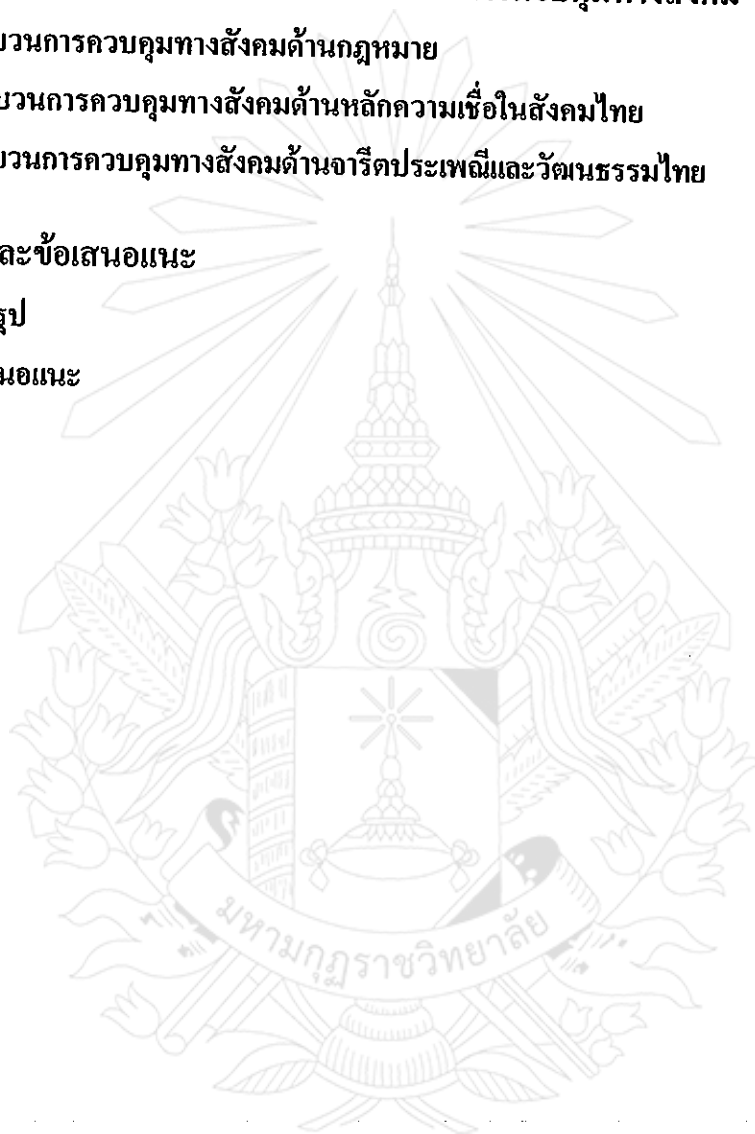 บวนการควบคุมทางสังคมด้านกฎหมาย
บวนการควบคุมทางสังคมด้านหลักความเชื่อในสังคมไทย
บวนการควบคุมทางสังคมด้านจารีตประเพณีและวัฒนธรรมไทย
ละข้อเสนอแนะ
รุป
นอแนะ
มหามกุฏราชวิทยาลัย